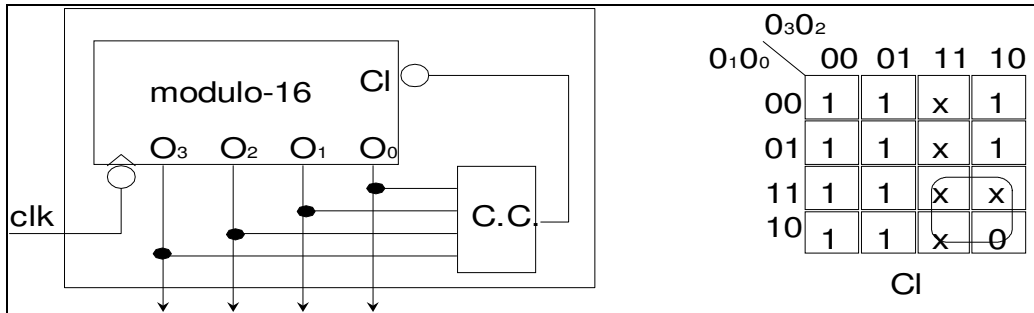 modulo-16
Cl
O3 O2 O1 O0
clk
C.C.
O3O2
O1O0
00 01 11 10
00 1 1 x 1
01 1 1 x 1
11 1 1 x x
10 1 1 x 0
Cl